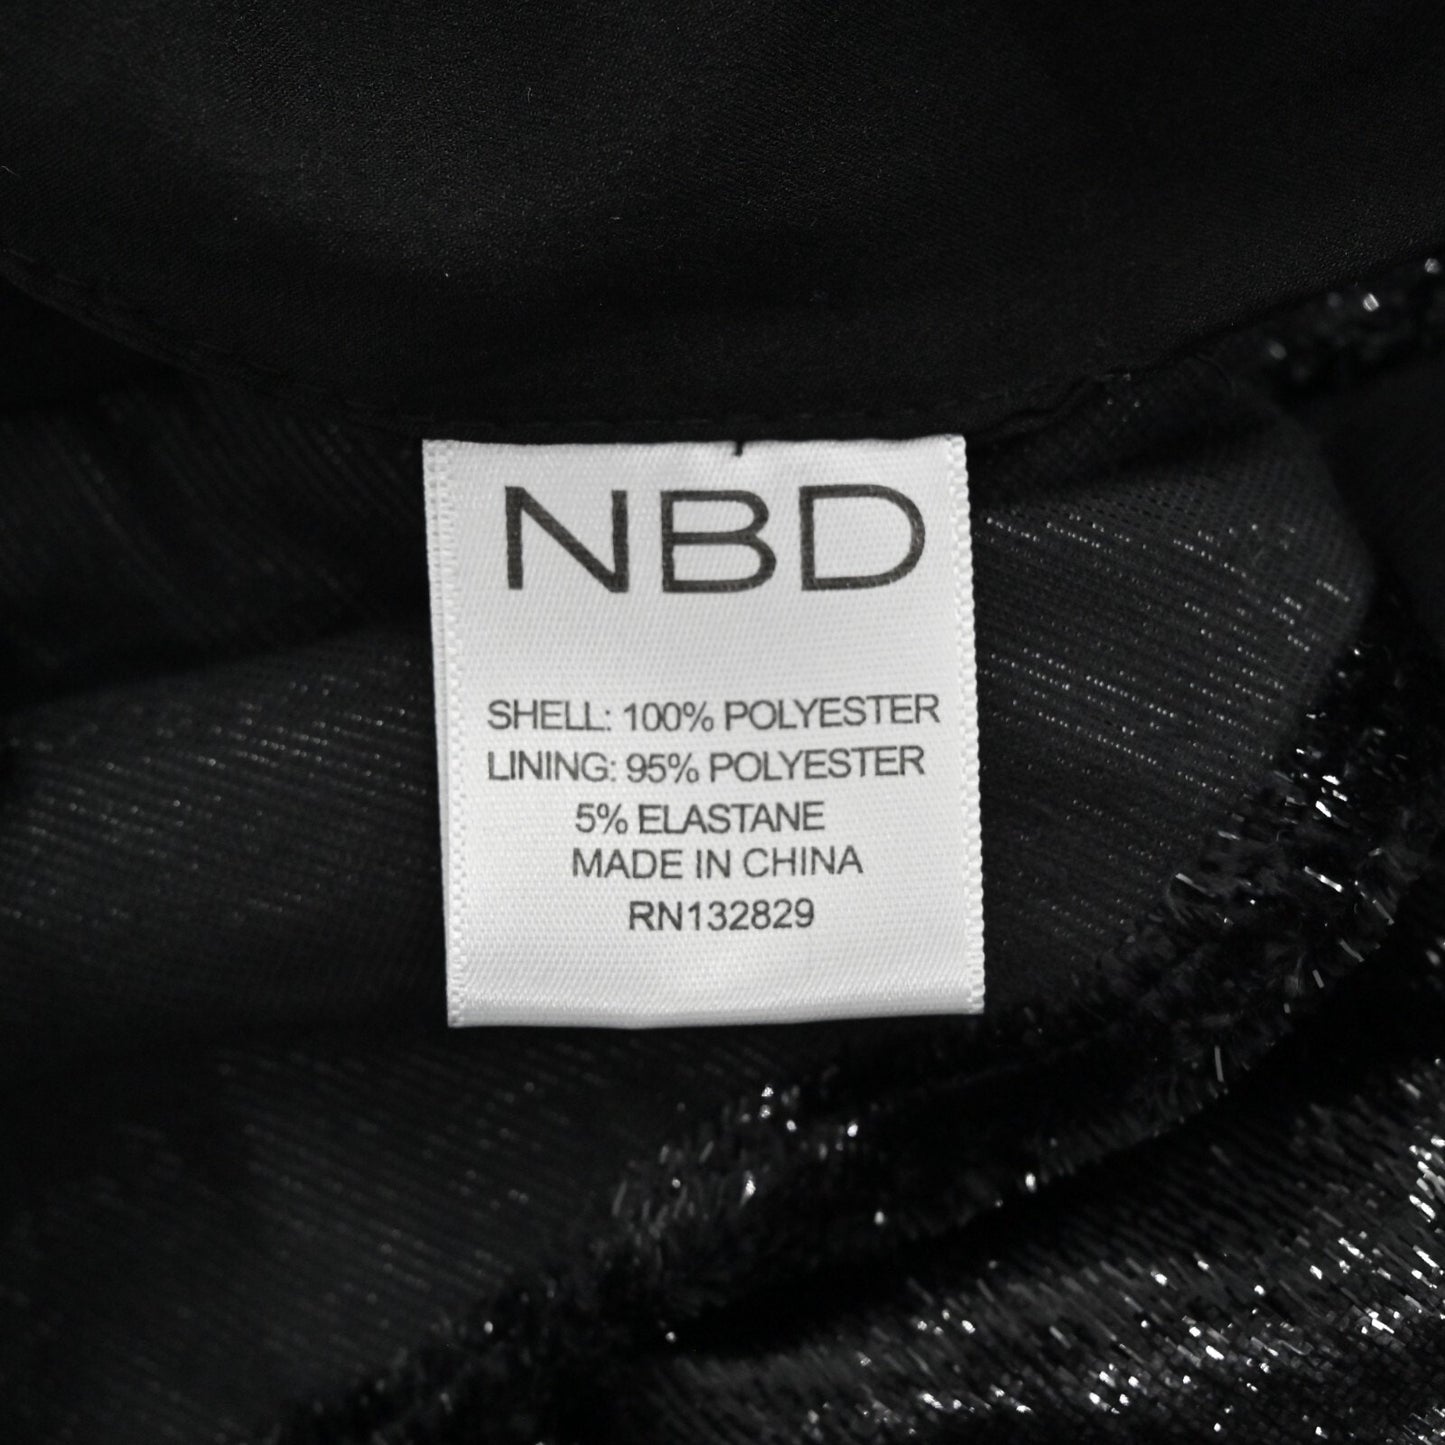 NBD
SHELL: 100% POLYESTER
LINING: 95% POLYESTER
5% ELASTANE
MADE IN CHINA
RN132829